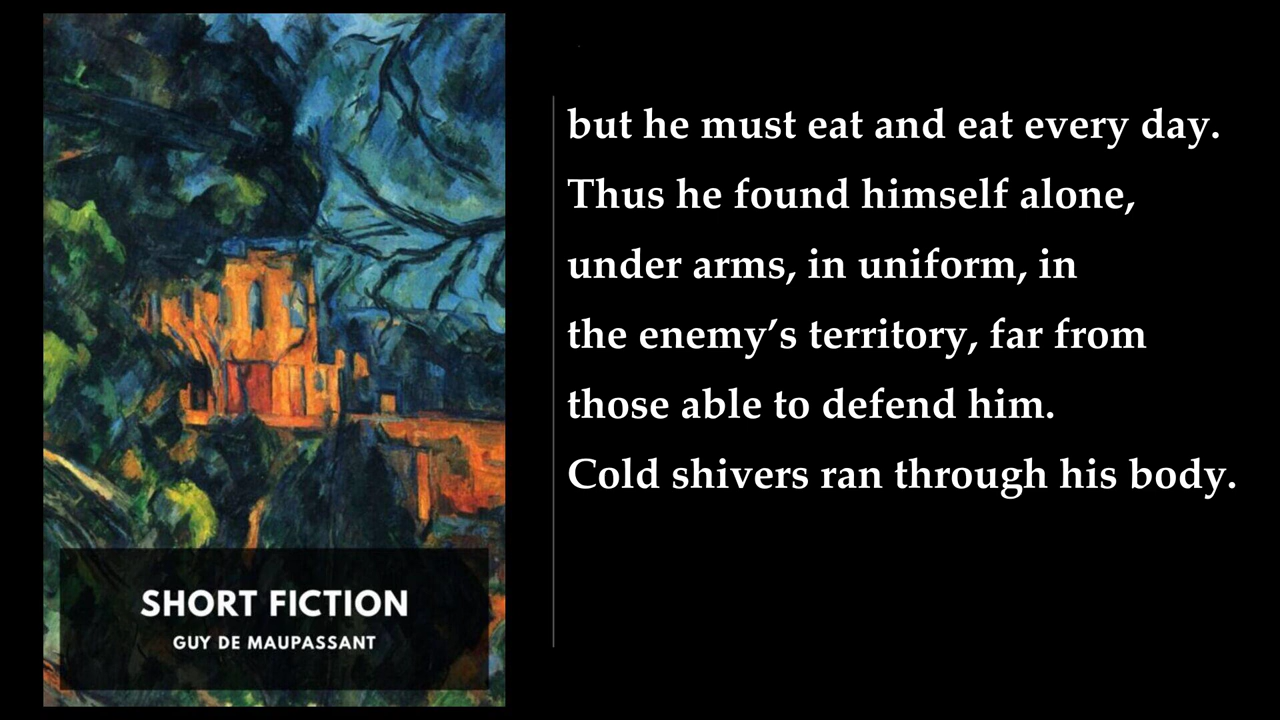 but he must eat and eat every day.
Thus he found himself alone,
under arms, in uniform, in
the enemy’s territory, far from
those able to defend him.
Cold shivers ran through his body.
SHORT FICTION
GUY DE MAUPASSANT